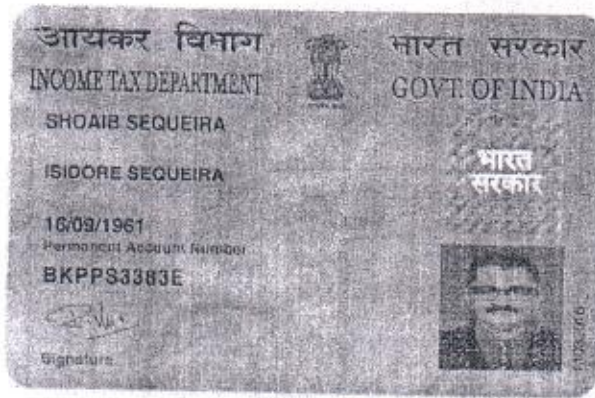 आयकर विभाग
भारत सरकार
INCOME TAX DEPARTMENT
GOVT. OF INDIA
SHOAIB SEQUEIRA
ISIDORE SEQUEIRA
भारत
सरकार
16/09/1961
Permanent Account Number
BKPPS3383E
Signature